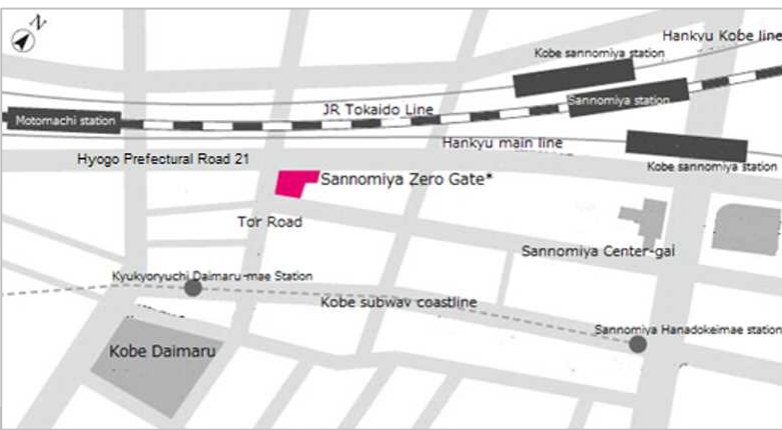 N
Hankyu Kobe line
Kobe sannomiya station
Sannomiya station
JR Tokaido Line
Motomachi station
Hankyu main line
Hyogo Prefectural Road 21
Kobe sannomiya station
Sannomiya Zero Gate*
Tor Road
Sannomiya Center-gai
Kyukyoryuchi Daimaru-mae Station
Kobe subway coastline
Sannomiya Hanadokeimae station
Kobe Daimaru